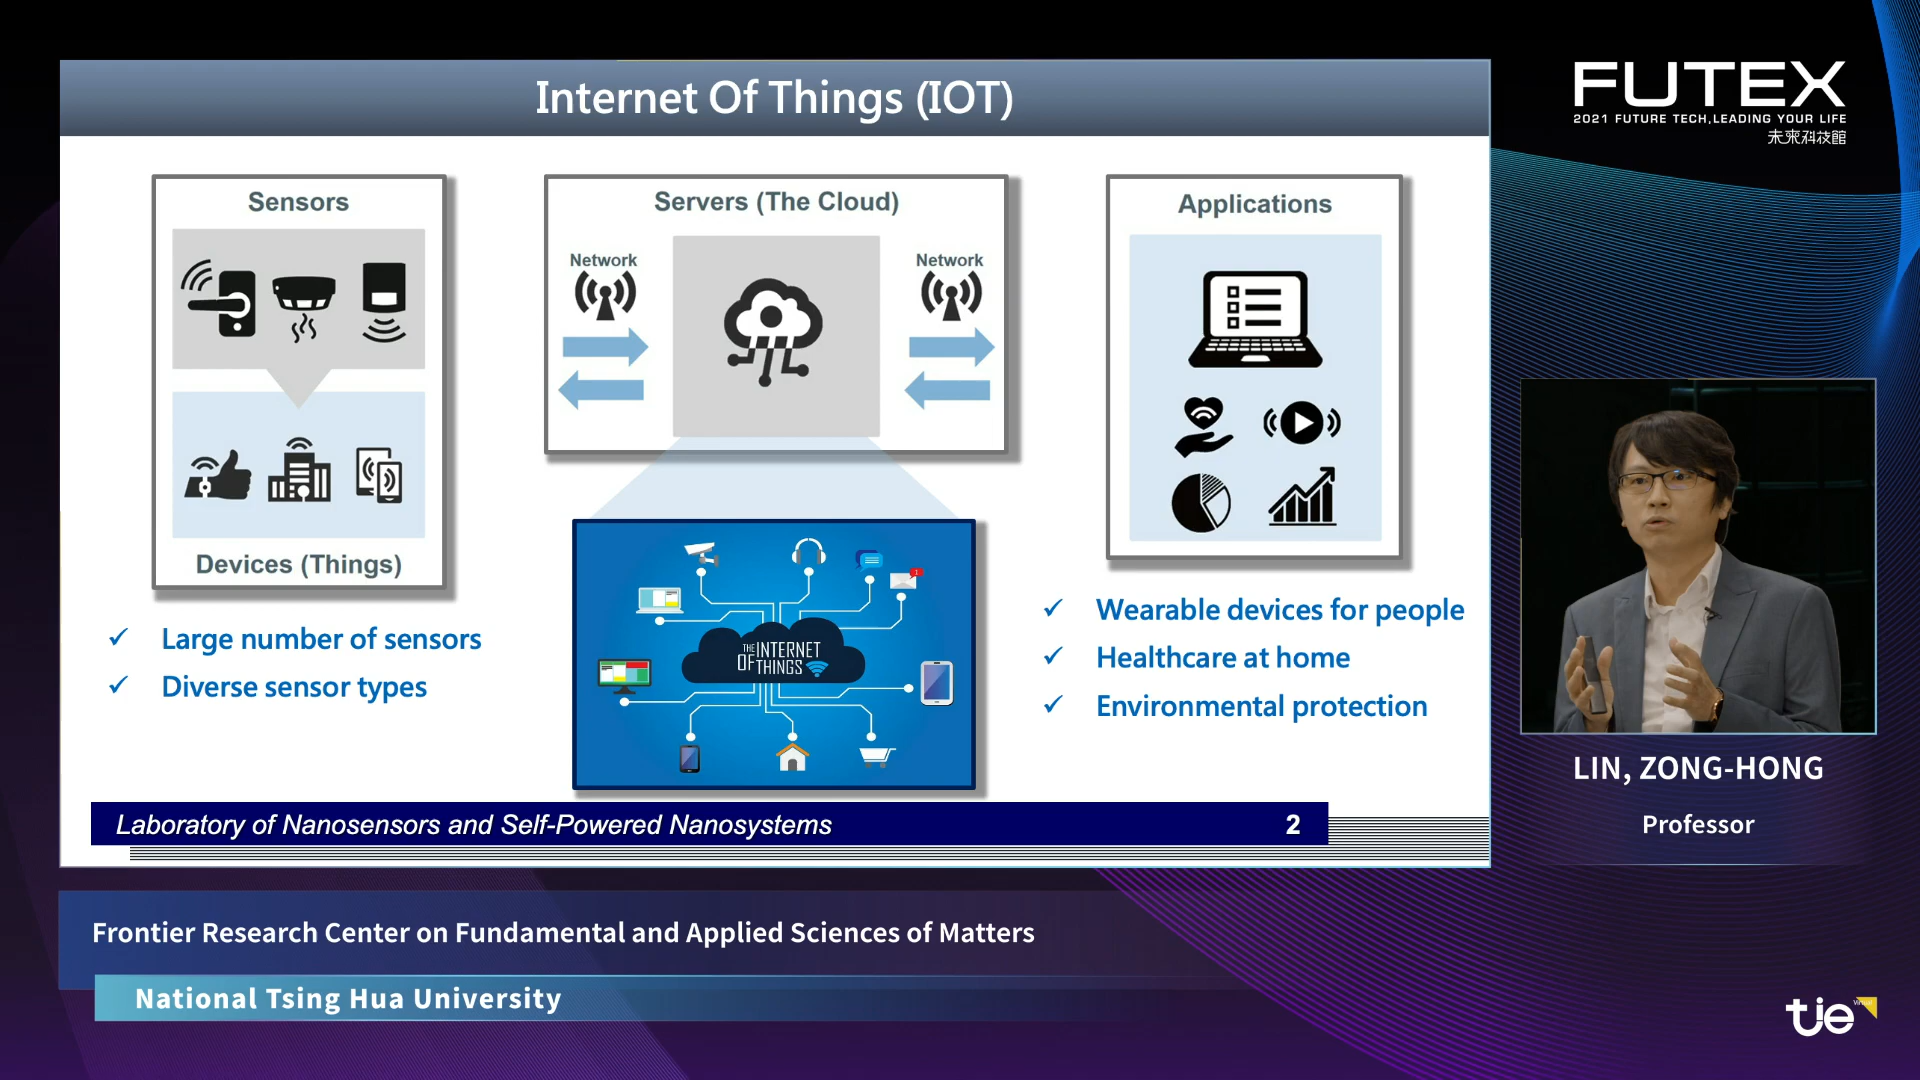 Internet Of Things (IOT)
Sensors
Devices (Things)
Large number of sensors
Diverse sensor types
Servers (The Cloud)
Network
Network
THE INTERNET
OF THINGS
1
Applications
Wearable devices for people
Healthcare at home
Environmental protection
Laboratory of Nanosensors and Self-Powered Nanosystems
2
FUTEX
2021 FUTURE TECH,LEADING YOUR LIFE
未來科技館
LIN, ZONG-HONG
Professor
Frontier Research Center on Fundamental and Applied Sciences of Matters
National Tsing Hua University
tie
Virtual